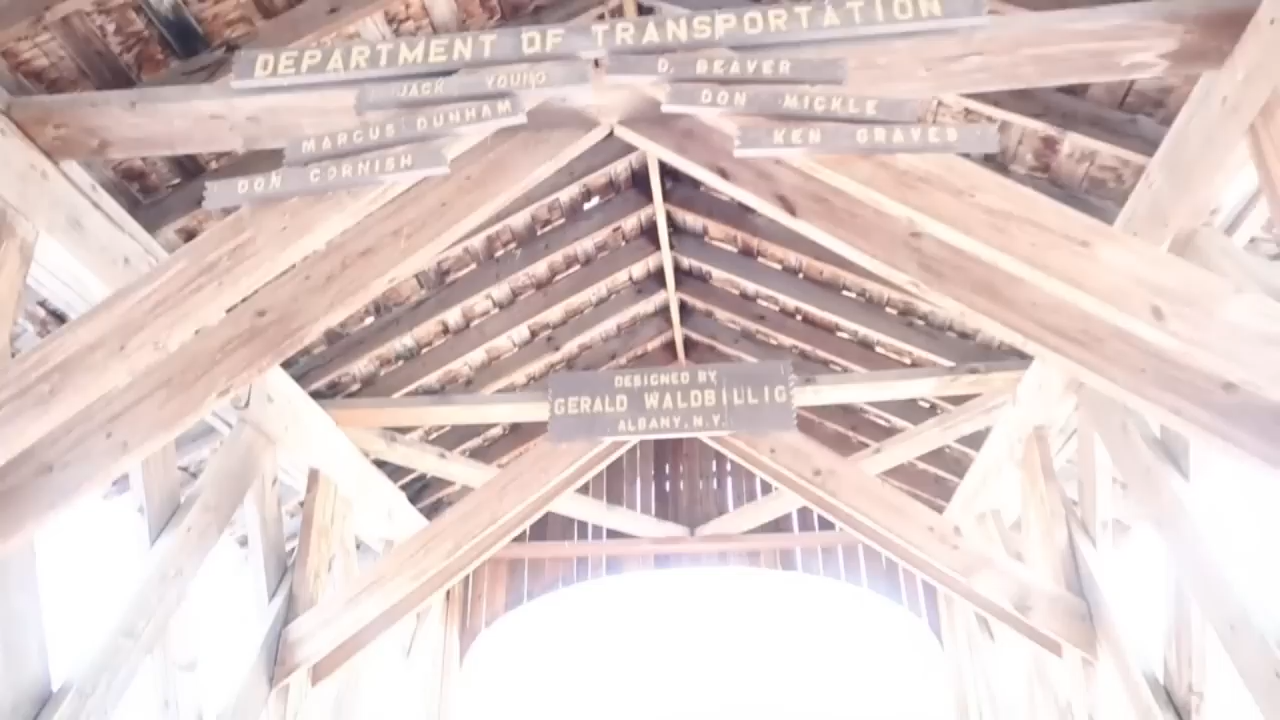 DEPARTMENT OF TRANSPORTATION
JACK YOUNG
D. BEAVER
MARCUS DUNHAM
DON MICKLE
DON CORNISH
KEN GRAVES
DESIGNED BY
GERALD WALDBILLIG
ALBANY, N.Y.